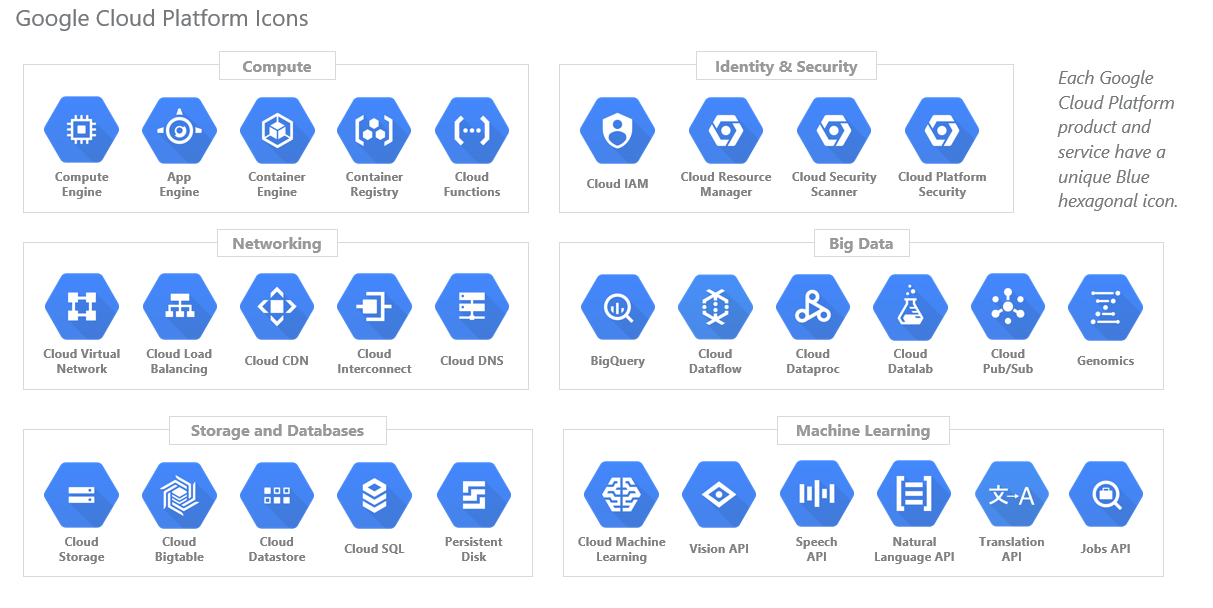 Google Cloud Platform Icons
Compute
Compute
Engine
App
Engine
Container
Engine
Container
Registry
Cloud
Functions
Identity & Security
Cloud IAM
Cloud Resource
Manager
Cloud Security
Scanner
Cloud Platform
Security
Each Google
Cloud Platform
product and
service have a
unique Blue
hexagonal icon.
Networking
Cloud Virtual
Network
Cloud Load
Balancing
Cloud CDN
Cloud
Interconnect
Cloud DNS
Big Data
BigQuery
Cloud
Dataflow
Cloud
Dataproc
Cloud
Datalab
Cloud
Pub/Sub
Genomics
Storage and Databases
Cloud
Storage
Cloud
Bigtable
Cloud
Datastore
Cloud SQL
Persistent
Disk
Machine Learning
Cloud Machine
Learning
Vision API
Speech
API
Natural
Language API
文→A
Translation
API
Jobs API